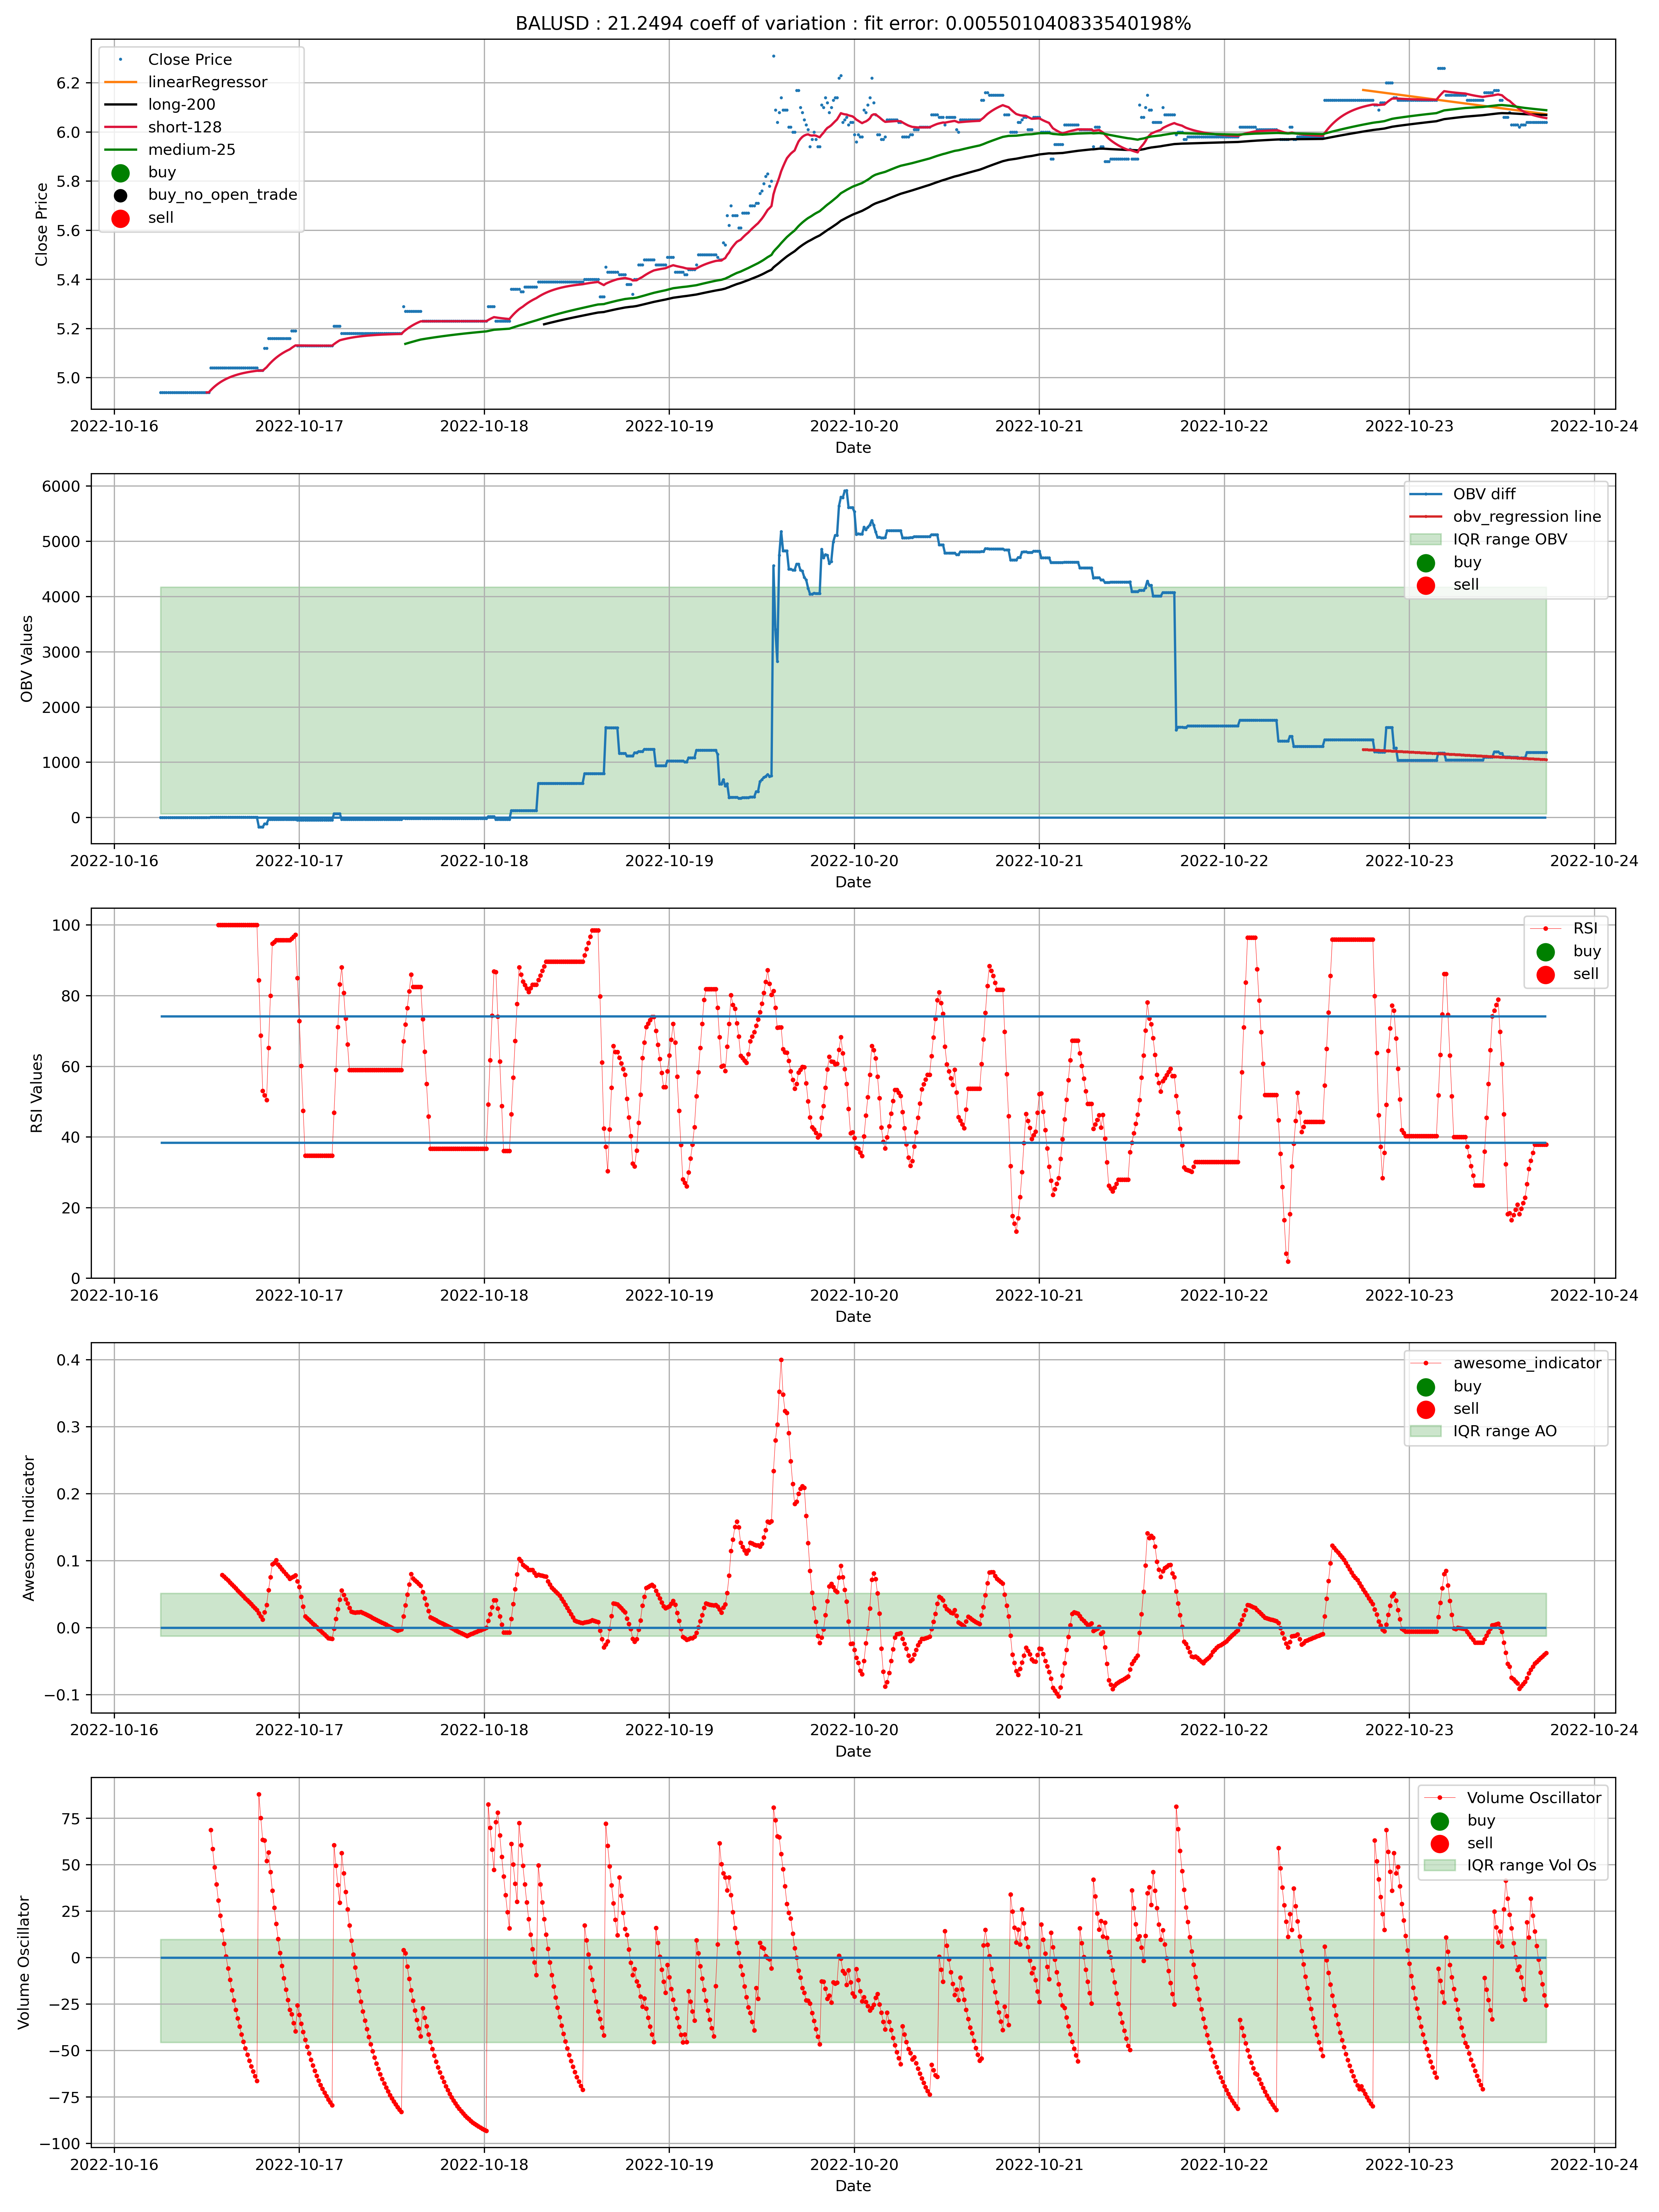 BALUSD : 21.2494 coeff of variation : fit error: 0.005501040833540198%
Close Price
linearRegressor
long-200
short-128
medium-25
buy
buy_no_open_trade
sell
Close Price
6.2
6.0
5.8
5.6
5.4
5.2
5.0
2022-10-16 2022-10-17 2022-10-18 2022-10-19 2022-10-20 2022-10-21 2022-10-22 2022-10-23 2022-10-24
Date
OBV diff
obv_regression line
IQR range OBV
buy
sell
OBV Values
6000
5000
4000
3000
2000
1000
0
2022-10-16 2022-10-17 2022-10-18 2022-10-19 2022-10-20 2022-10-21 2022-10-22 2022-10-23 2022-10-24
Date
RSI
buy
sell
RSI Values
100
80
60
40
20
0
2022-10-16 2022-10-17 2022-10-18 2022-10-19 2022-10-20 2022-10-21 2022-10-22 2022-10-23 2022-10-24
Date
awesome_indicator
buy
sell
IQR range AO
Awesome Indicator
0.4
0.3
0.2
0.1
0.0
−0.1
2022-10-16 2022-10-17 2022-10-18 2022-10-19 2022-10-20 2022-10-21 2022-10-22 2022-10-23 2022-10-24
Date
Volume Oscillator
buy
sell
IQR range Vol Os
Volume Oscillator
75
50
25
0
−25
−50
−75
−100
2022-10-16 2022-10-17 2022-10-18 2022-10-19 2022-10-20 2022-10-21 2022-10-22 2022-10-23 2022-10-24
Date